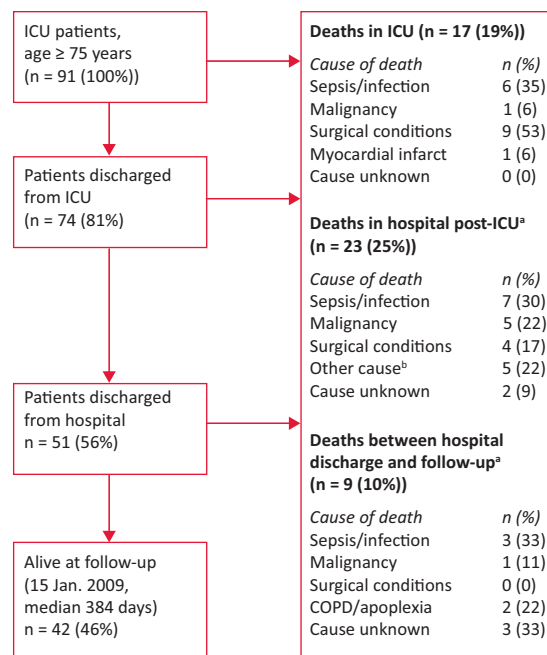 ICU patients,
age ≥ 75 years
(n = 91 (100%))
Patients discharged
from ICU
n = 74 (81%)
Patients discharged
from hospital
n = 51 (56%)
Alive at follow-up
(15 Jan. 2009,
median 384 days)
n = 42 (46%)
Deaths in ICU (n = 17 (19%))
Cause of death n (%)
Sepsis/infection 6 (35)
Malignancy 1 (6)
Surgical conditions 9 (53)
Myocardial infarct 1 (6)
Cause unknown 0 (0)
Deaths in hospital post-ICUᵃ
(n = 23 (25%))
Cause of death n (%)
Sepsis/infection 7 (30)
Malignancy 5 (22)
Surgical conditions 4 (17)
Other causeᵇ 5 (22)
Cause unknown 2 (9)
Deaths between hospital
discharge and follow-upᵃ
(n = 9 (10%))
Cause of death n (%)
Sepsis/infection 3 (33)
Malignancy 1 (11)
Surgical conditions 0 (0)
COPD/apoplexia 2 (22)
Cause unknown 3 (33)